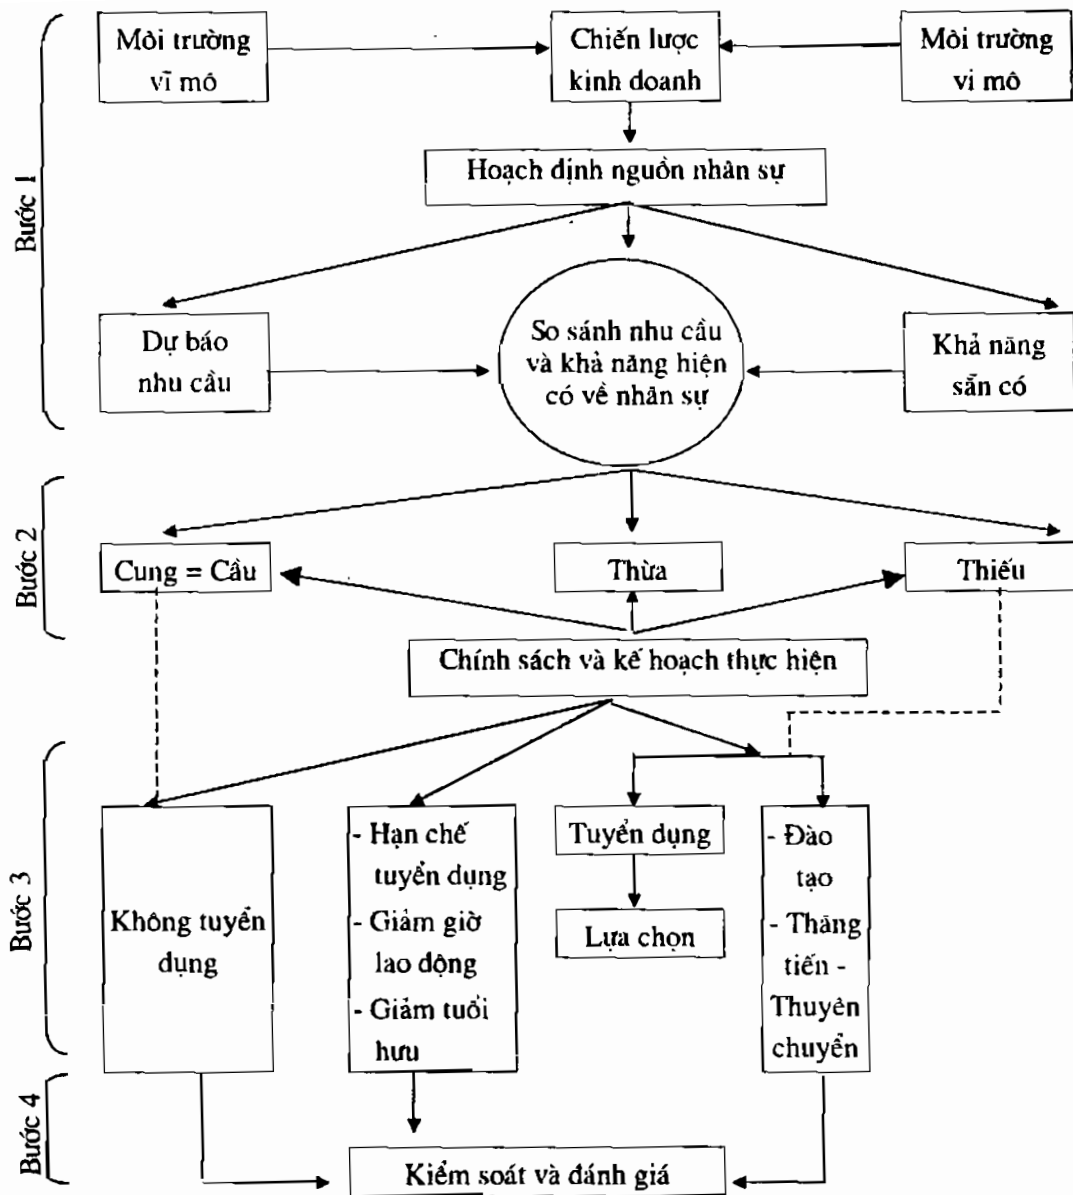 Bước 1
Môi trường
vĩ mô
Chiến lược
kinh doanh
Môi trường
vi mô
Hoạch định nguồn nhân sự
Dự báo
nhu cầu
So sánh nhu cầu
và khả năng hiện
có về nhân sự
Khả năng
sẵn có
Bước 2
Cung = Cầu
Thừa
Thiếu
Chính sách và kế hoạch thực hiện
Bước 3
Không tuyển
dụng
- Hạn chế
tuyển dụng
- Giảm giờ
lao động
- Giảm tuổi
hưu
Tuyển dụng
Lựa chọn
- Đào
tạo
- Thăng
tiến -
Thuyên
chuyển
Bước 4
Kiểm soát và đánh giá